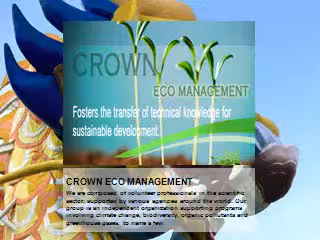 CROWN
ECO MANAGEMENT
Fosters the transfer of technical knowledge for
sustainable development.
CROWN ECO MANAGEMENT
We are composed of volunteer professionals in the scientific
sector, supported by various agencies around the world. Our
group is an independent organization supporting programs
involving climate change, biodiversity, organic pollutants and
greenhouse gases, to name a few.